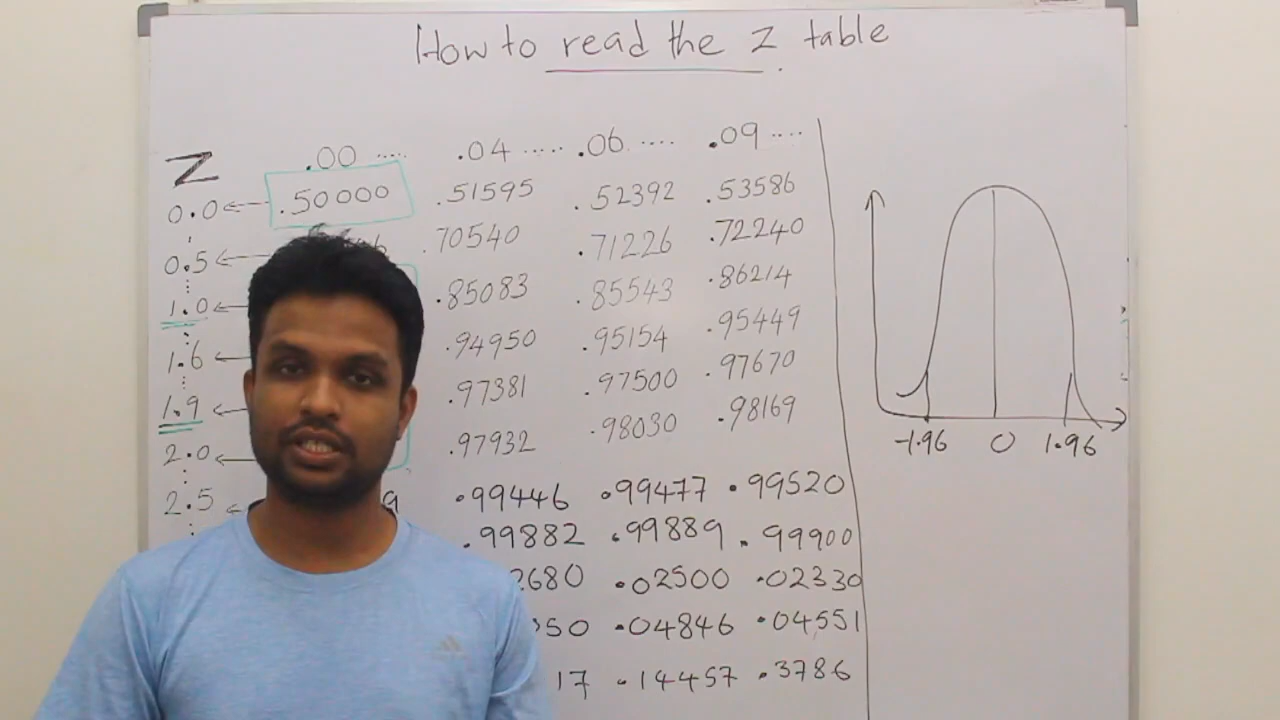 How to read the Z table
Z .00 .... .04 ..... .06 .... .09 ....
0.0 .50000 .51595 .52392 .53586
0.5 .70540 .71226 .72240
1.0 .85083 .85543 .86214
1.6 .94950 .95154 .95449
1.9 .97381 .97500 .97670
2.0 .97932 .98030 .98169
2.5 .99446 .99477 .99520
.99882 .99889 .99900
2680 .02500 .02330
50 .04846 .04551
17 .14457 .3786
-1.96 0 1.96